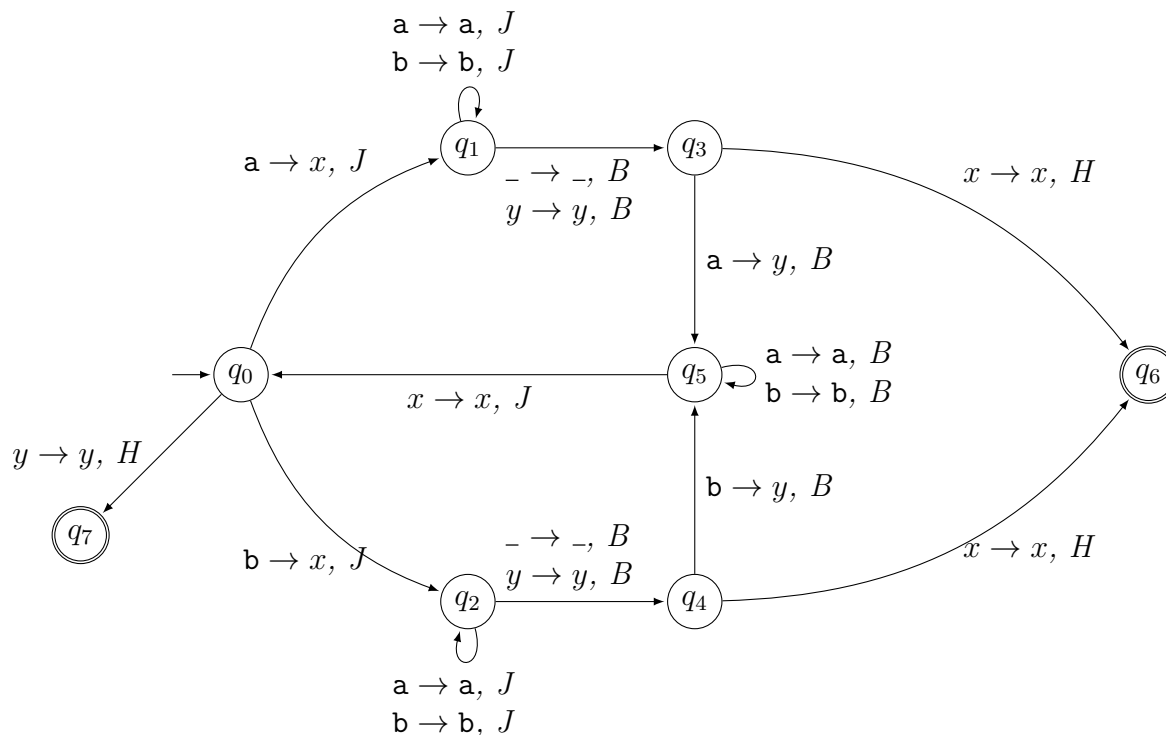 a → a, J
b → b, J
q₁
q₃
a → x, J
_ → _, B
y → y, B
x → x, H
a → y, B
q₀
q₅
a → a, B
b → b, B
q₆
x → x, J
y → y, H
b → y, B
q₇
b → x, J
_ → _, B
y → y, B
x → x, H
q₂
q₄
a → a, J
b → b, J